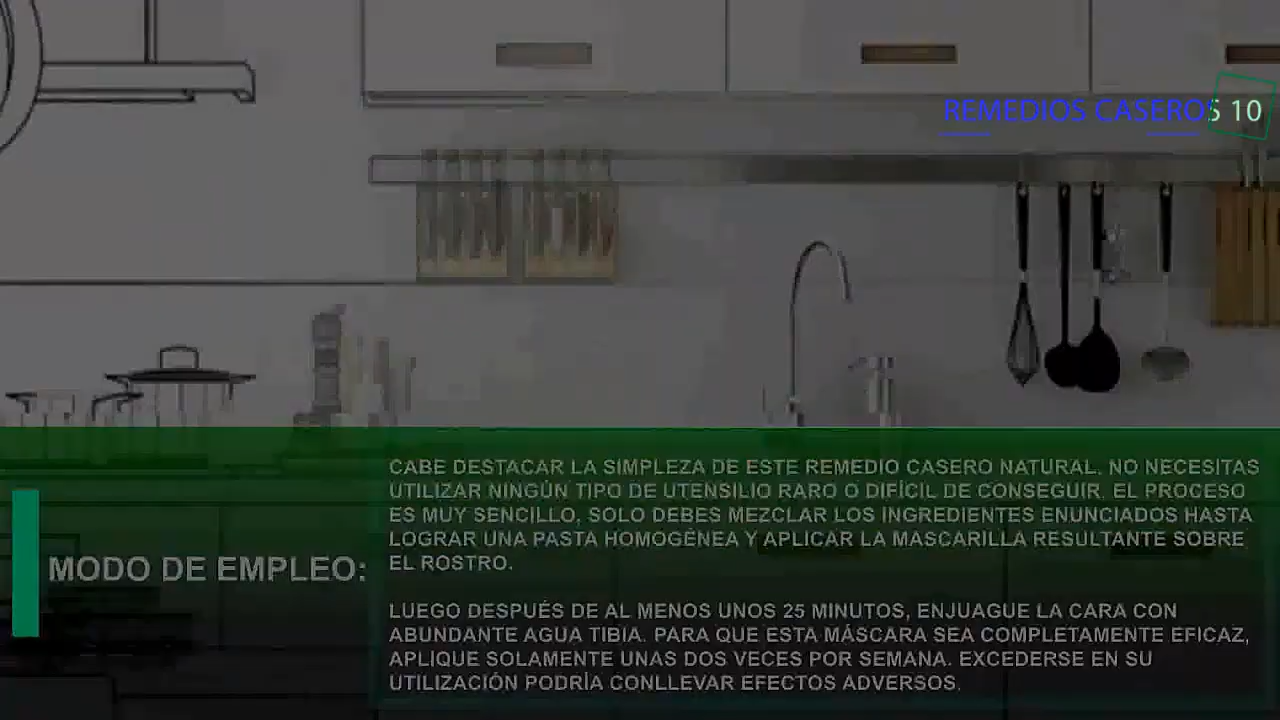 REMEDIOS CASEROS 10
MODO DE EMPLEO:
CABE DESTACAR LA SIMPLEZA DE ESTE REMEDIO CASERO NATURAL. NO NECESITAS
UTILIZAR NINGÚN TIPO DE UTENSILIO RARO O DIFÍCIL DE CONSEGUIR. EL PROCESO
ES MUY SENCILLO, SOLO DEBES MEZCLAR LOS INGREDIENTES ENUNCIADOS HASTA
LOGRAR UNA PASTA HOMOGÉNEA Y APLICAR LA MASCARILLA RESULTANTE SOBRE
EL ROSTRO.
LUEGO DESPUÉS DE AL MENOS UNOS 25 MINUTOS, ENJUAGUE LA CARA CON
ABUNDANTE AGUA TIBIA. PARA QUE ESTA MÁSCARA SEA COMPLETAMENTE EFICAZ,
APLIQUE SOLAMENTE UNAS DOS VECES POR SEMANA. EXCEDERSE EN SU
UTILIZACIÓN PODRÍA CONLLEVAR EFECTOS ADVERSOS.